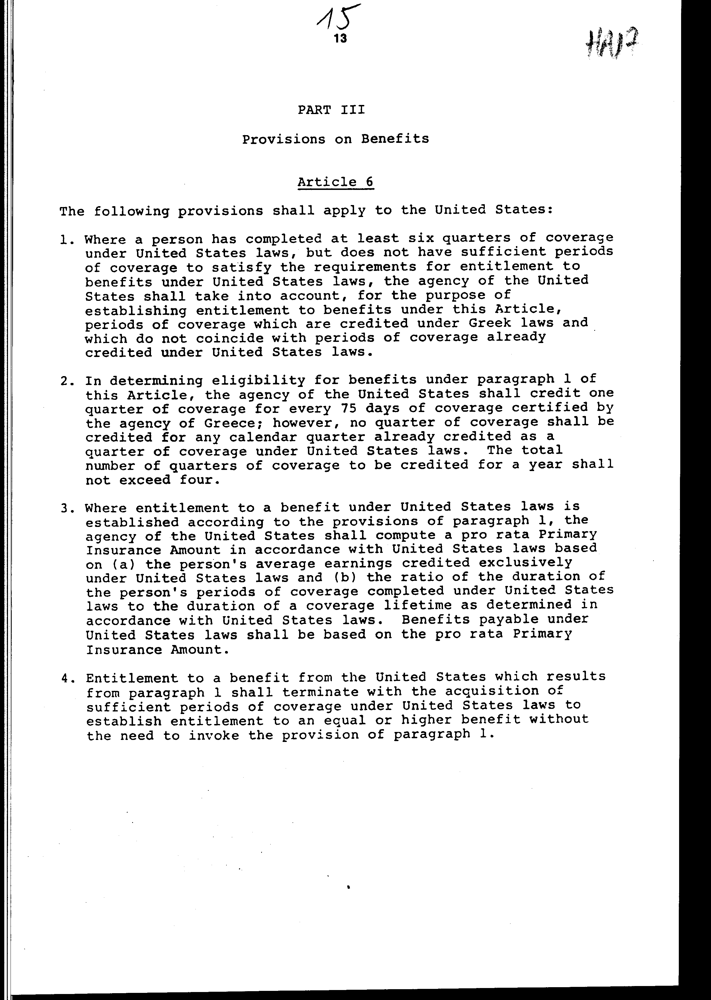 15
13
PART III
Provisions on Benefits
Article 6
The following provisions shall apply to the United States:
1. Where a person has completed at least six quarters of coverage
under United States laws, but does not have sufficient periods
of coverage to satisfy the requirements for entitlement to
benefits under United States laws, the agency of the United
States shall take into account, for the purpose of
establishing entitlement to benefits under this Article,
periods of coverage which are credited under Greek laws and
which do not coincide with periods of coverage already
credited under United States laws.
2. In determining eligibility for benefits under paragraph 1 of
this Article, the agency of the United States shall credit one
quarter of coverage for every 75 days of coverage certified by
the agency of Greece; however, no quarter of coverage shall be
credited for any calendar quarter already credited as a
quarter of coverage under United States laws. The total
number of quarters of coverage to be credited for a year shall
not exceed four.
3. Where entitlement to a benefit under United States laws is
established according to the provisions of paragraph 1, the
agency of the United States shall compute a pro rata Primary
Insurance Amount in accordance with United States laws based
on (a) the person's average earnings credited exclusively
under United States laws and (b) the ratio of the duration of
the person's periods of coverage completed under United States
laws to the duration of a coverage lifetime as determined in
accordance with United States laws. Benefits payable under
United States laws shall be based on the pro rata Primary
Insurance Amount.
4. Entitlement to a benefit from the United States which results
from paragraph 1 shall terminate with the acquisition of
sufficient periods of coverage under United States laws to
establish entitlement to an equal or higher benefit without
the need to invoke the provision of paragraph 1.